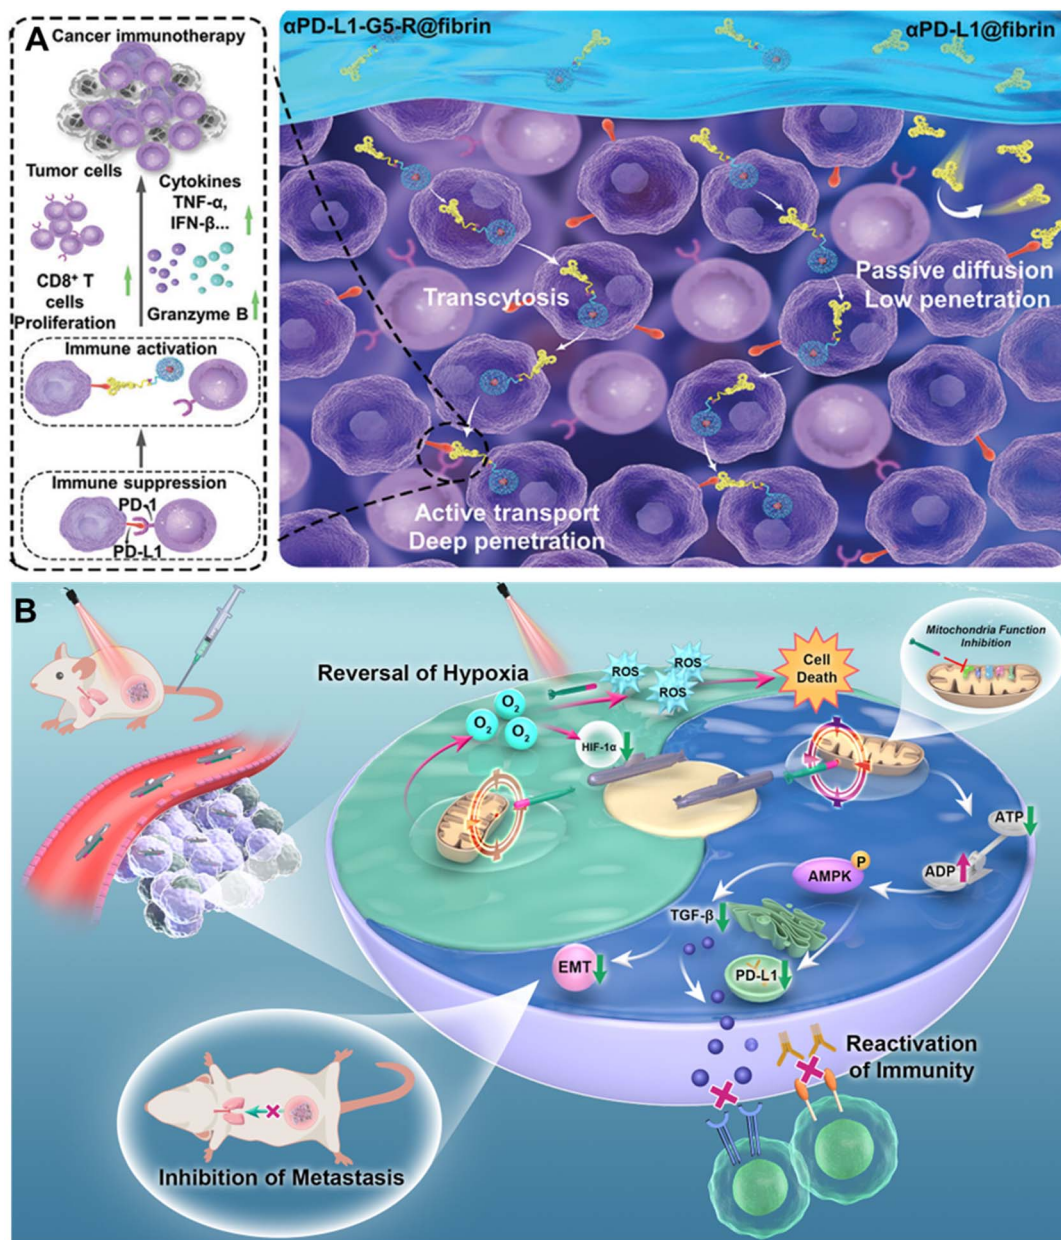 A
Cancer immunotherapy
Tumor cells
Cytokines
TNF-α,
IFN-β...
CD8⁺ T
cells
Proliferation
Granzyme B
Immune activation
Immune suppression
PD-1
PD-L1
αPD-L1-G5-R@fibrin
αPD-L1@fibrin
Transcytosis
Passive diffusion
Low penetration
Active transport
Deep penetration
B
Reversal of Hypoxia
O₂
O₂
O₂
O₂
ROS
ROS
ROS
Cell
Death
Mitochondria Function
Inhibition
HIF-1α
ATP
ADP
P
AMPK
TGF-β
EMT
PD-L1
Reactivation
of Immunity
Inhibition of Metastasis